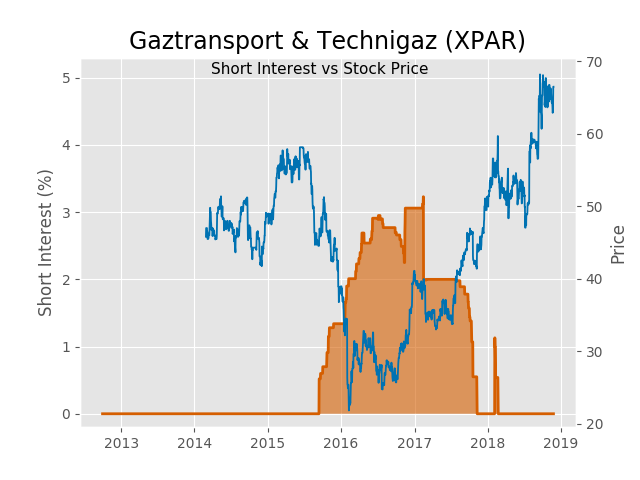 Gaztransport & Technigaz (XPAR)
Short Interest vs Stock Price
Short Interest (%)
5
4
3
2
1
0
70
60
50
40
30
20
Price
2013 2014 2015 2016 2017 2018 2019